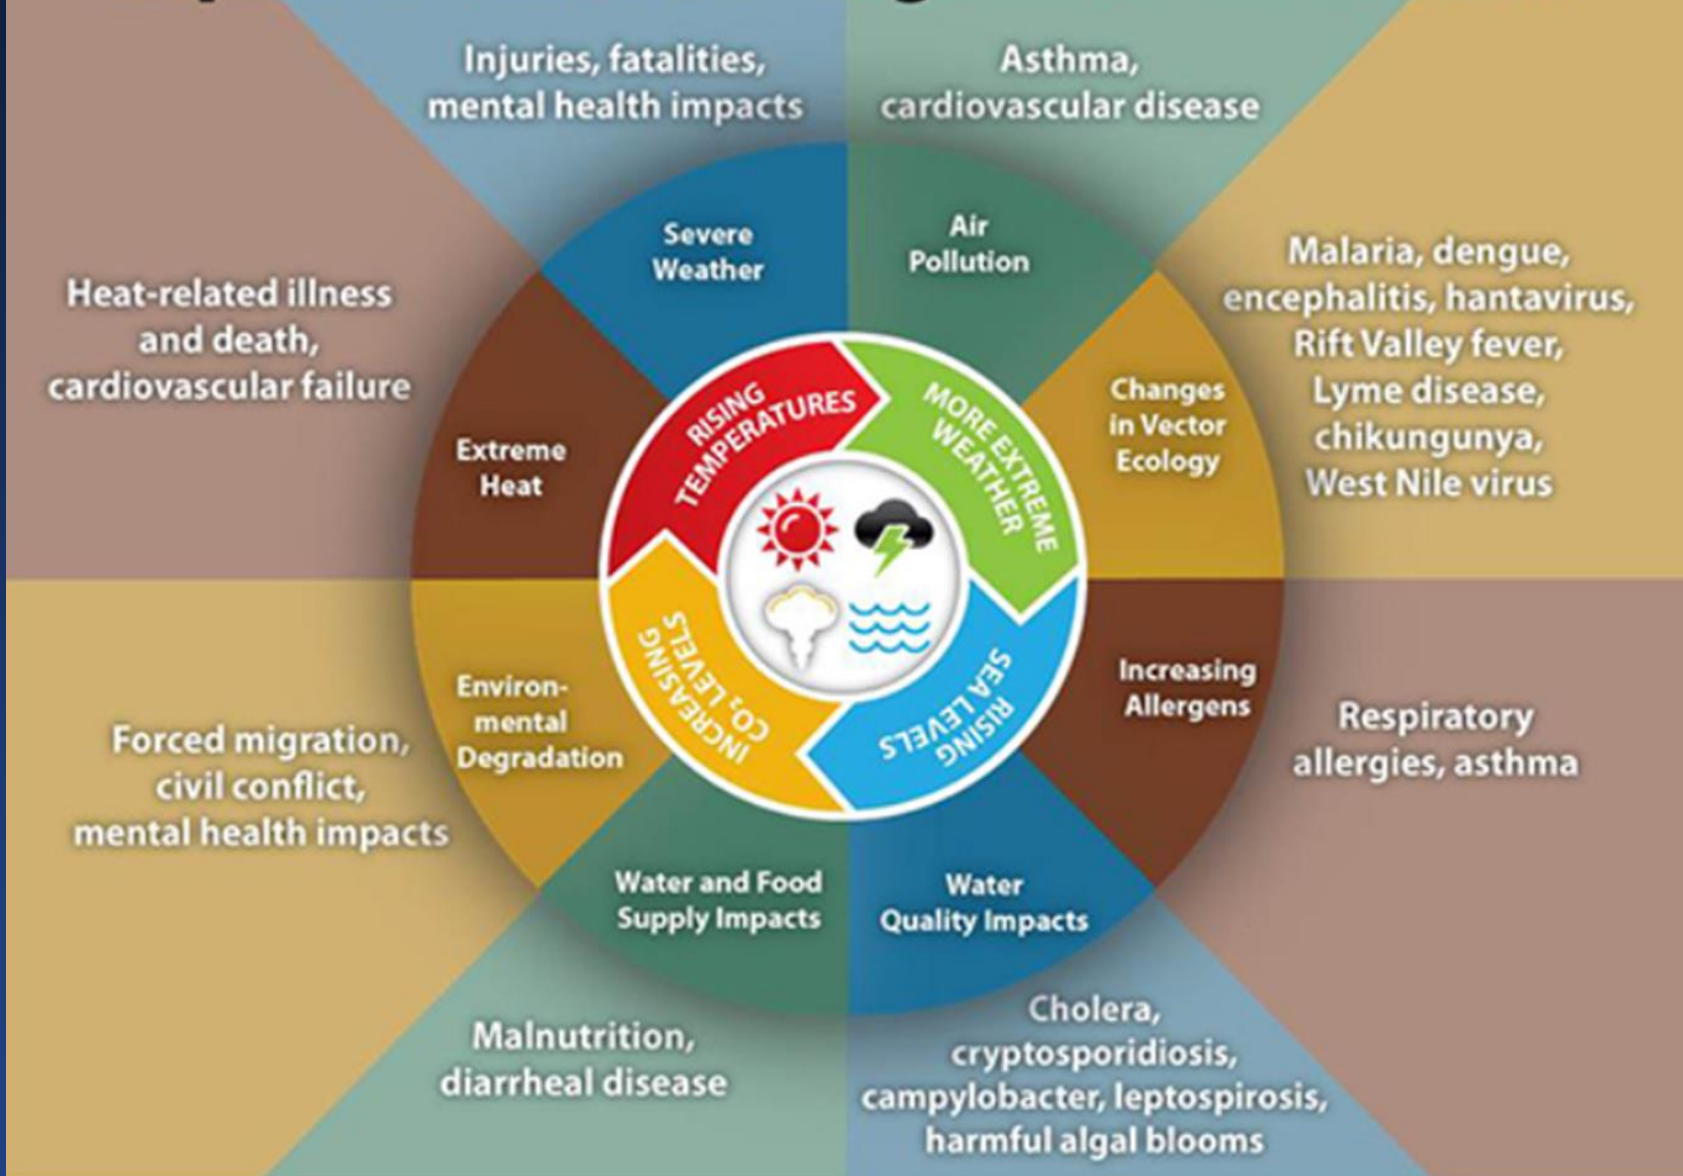 Injuries, fatalities,
mental health impacts
Asthma,
cardiovascular disease
Severe
Weather
Air
Pollution
Malaria, dengue,
encephalitis, hantavirus,
Rift Valley fever,
Lyme disease,
chikungunya,
West Nile virus
Heat-related illness
and death,
cardiovascular failure
Extreme
Heat
Changes
in Vector
Ecology
RISING
TEMPERATURES
MORE EXTREME
WEATHER
INCREASING
CO₂ LEVELS
RISING
SEA LEVELS
Environ-
mental
Degradation
Increasing
Allergens
Forced migration,
civil conflict,
mental health impacts
Respiratory
allergies, asthma
Water and Food
Supply Impacts
Water
Quality Impacts
Malnutrition,
diarrheal disease
Cholera,
cryptosporidiosis,
campylobacter, leptospirosis,
harmful algal blooms